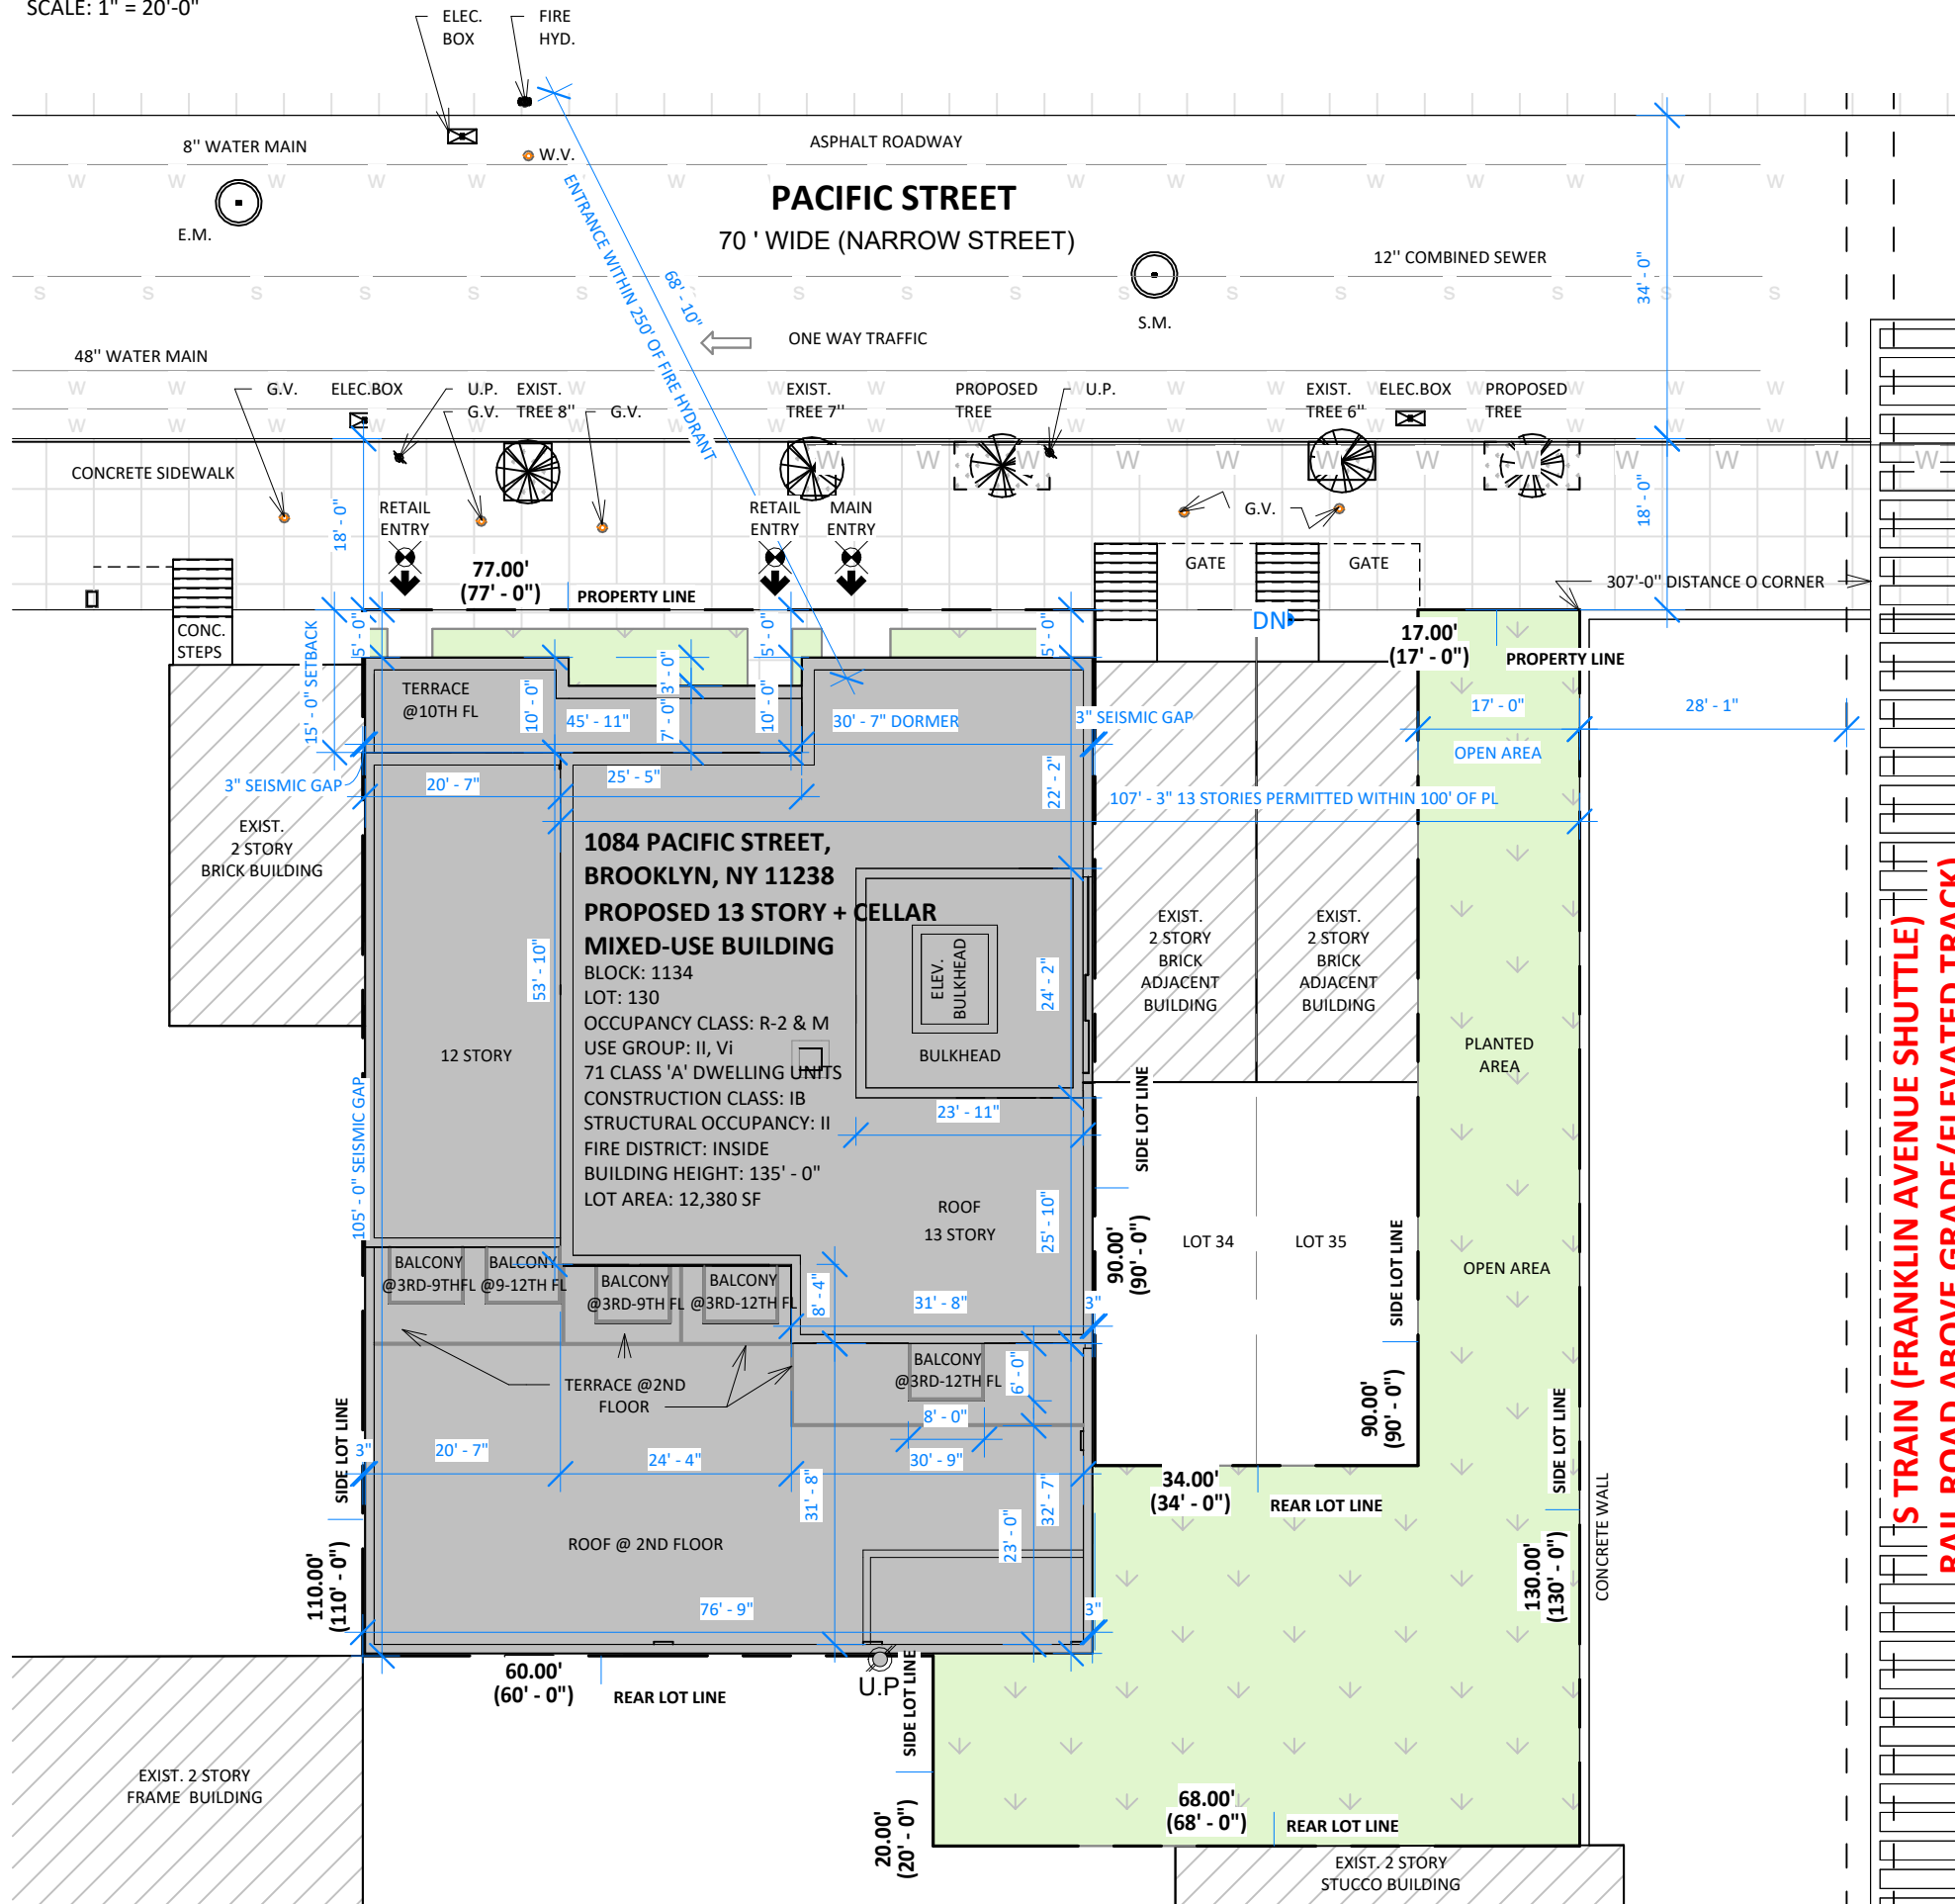 SCALE: 1" = 20'-0"
ELEC.
BOX
FIRE
HYD.
8" WATER MAIN
ASPHALT ROADWAY
W.V.
W W W W W W W W W W W W W
PACIFIC STREET
70 ' WIDE (NARROW STREET)
E.M.
12" COMBINED SEWER
ENTRANCE WITHIN 250' OF FIRE HYDRANT
68' - 10"
34' - 0"
S S S S S S S S S S S S S S S
S.M.
ONE WAY TRAFFIC
48" WATER MAIN
G.V.
ELEC.BOX
U.P.
G.V.
EXIST.
TREE 8"
G.V.
EXIST.
TREE 7"
PROPOSED
TREE
U.P.
EXIST.
TREE 6"
ELEC.BOX
PROPOSED
TREE
CONCRETE SIDEWALK
18' - 0"
RETAIL
ENTRY
RETAIL
ENTRY
MAIN
ENTRY
G.V.
18' - 0"
77.00'
(77' - 0")
PROPERTY LINE
GATE
GATE
307'-0" DISTANCE O CORNER
CONC.
STEPS
DN
15' - 0" SETBACK
5' - 0"
5' - 0"
5' - 0"
17.00'
(17' - 0")
PROPERTY LINE
TERRACE
@10TH FL
10' - 0"
45' - 11"
3' - 0"
7' - 0"
10' - 0"
30' - 7" DORMER
3" SEISMIC GAP
17' - 0"
OPEN AREA
28' - 1"
3" SEISMIC GAP
20' - 7"
25' - 5"
22' - 2"
107' - 3" 13 STORIES PERMITTED WITHIN 100' OF PL
EXIST.
2 STORY
BRICK BUILDING
1084 PACIFIC STREET,
BROOKLYN, NY 11238
PROPOSED 13 STORY + CELLAR
MIXED-USE BUILDING
BLOCK: 1134
LOT: 130
OCCUPANCY CLASS: R-2 & M
USE GROUP: II, Vi
71 CLASS 'A' DWELLING UNITS
CONSTRUCTION CLASS: IB
STRUCTURAL OCCUPANCY: II
FIRE DISTRICT: INSIDE
BUILDING HEIGHT: 135' - 0"
LOT AREA: 12,380 SF
53' - 10"
12 STORY
ELEV.
BULKHEAD
BULKHEAD
24' - 2"
23' - 11"
EXIST.
2 STORY
BRICK
ADJACENT
BUILDING
EXIST.
2 STORY
BRICK
ADJACENT
BUILDING
PLANTED
AREA
S TRAIN (FRANKLIN AVENUE SHUTTLE)
RAIL ROAD ABOVE GRADE/ELEVATED TRACK)
105' - 0" SEISMIC GAP
SIDE LOT LINE
ROOF
13 STORY
25' - 10"
90.00'
(90' - 0")
LOT 34
LOT 35
SIDE LOT LINE
OPEN AREA
BALCONY
@3RD-9THFL
BALCONY
@9-12TH FL
BALCONY
@3RD-9TH FL
BALCONY
@3RD-12TH FL
8' - 4"
31' - 8"
3"
BALCONY
@3RD-12TH FL
6' - 0"
8' - 0"
TERRACE @2ND
FLOOR
90.00'
(90' - 0")
SIDE LOT LINE
SIDE LOT LINE
3"
20' - 7"
24' - 4"
30' - 9"
31' - 8"
32' - 7"
34.00'
(34' - 0")
REAR LOT LINE
CONCRETE WALL
ROOF @ 2ND FLOOR
23' - 0"
110.00'
(110' - 0")
130.00'
(130' - 0")
76' - 9"
3"
60.00'
(60' - 0")
REAR LOT LINE
U.P
SIDE LOT LINE
EXIST. 2 STORY
FRAME BUILDING
20.00'
(20' - 0")
68.00'
(68' - 0")
REAR LOT LINE
EXIST. 2 STORY
STUCCO BUILDING